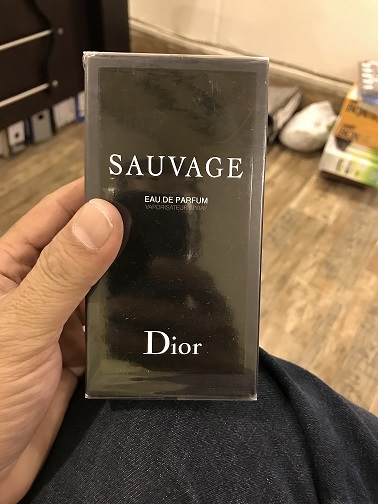 SAUVAGE
EAU DE PARFUM
VAPORISATEUR SPRAY
Dior